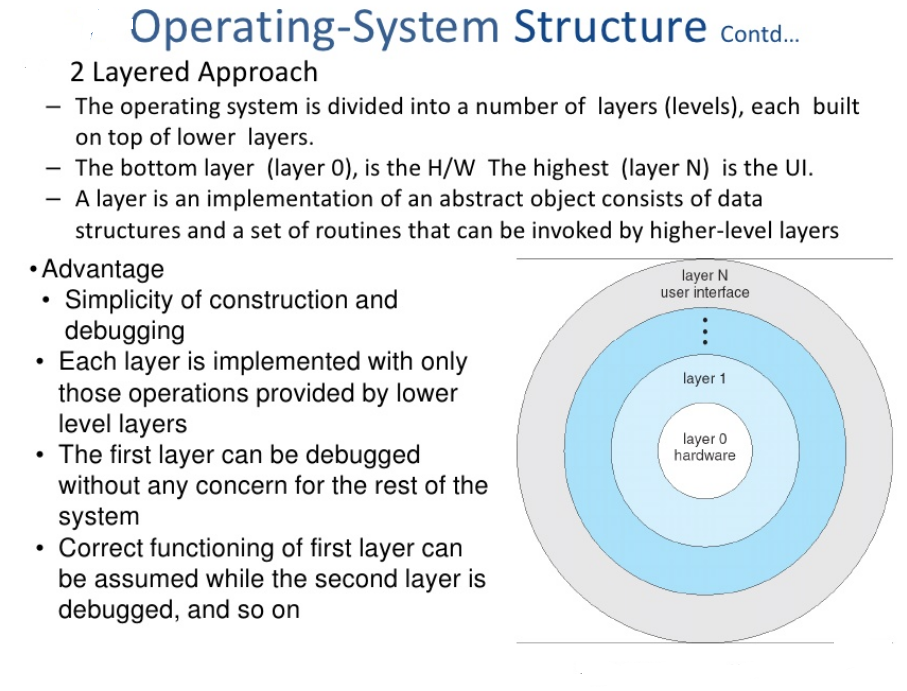 Operating-System Structure Contd...
2 Layered Approach
– The operating system is divided into a number of layers (levels), each built
on top of lower layers.
– The bottom layer (layer 0), is the H/W The highest (layer N) is the UI.
– A layer is an implementation of an abstract object consists of data
structures and a set of routines that can be invoked by higher-level layers
• Advantage
• Simplicity of construction and
debugging
• Each layer is implemented with only
those operations provided by lower
level layers
• The first layer can be debugged
without any concern for the rest of the
system
• Correct functioning of first layer can
be assumed while the second layer is
debugged, and so on
layer N
user interface
layer 1
layer 0
hardware